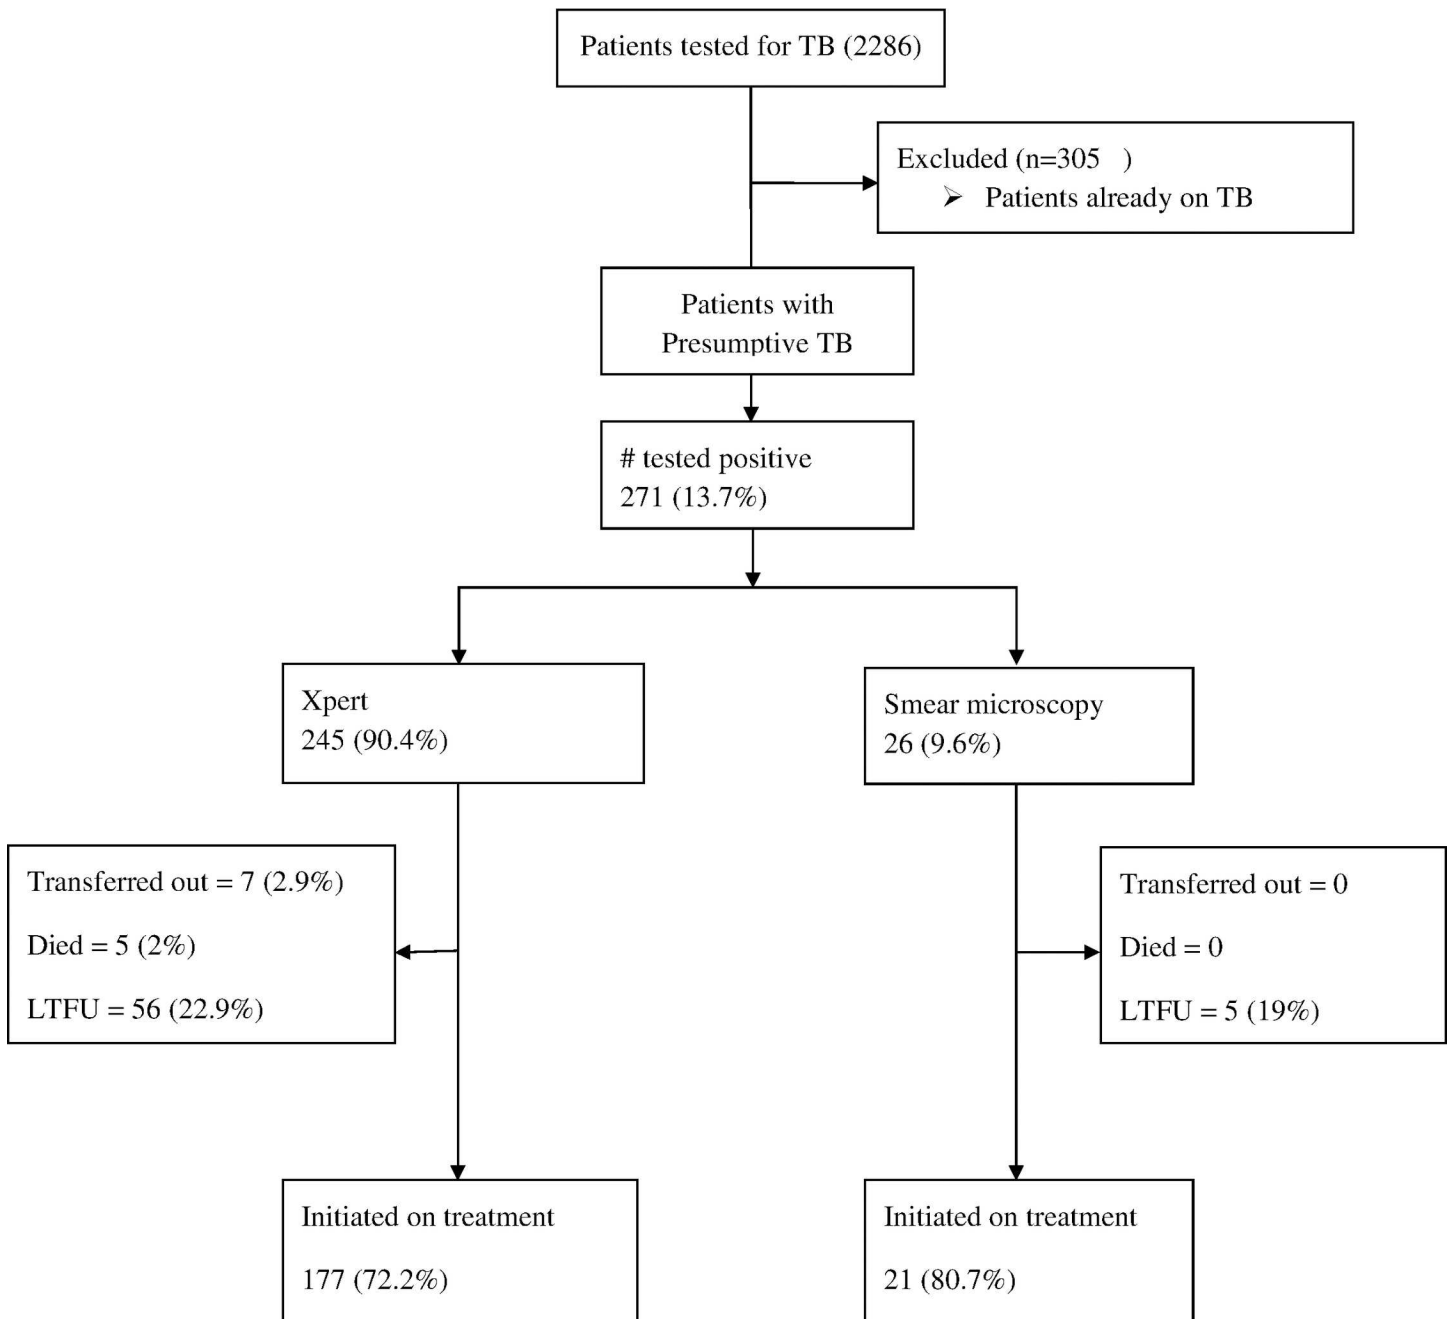 Patients tested for TB (2286)
Excluded (n=305   )
➢ Patients already on TB
Patients with
Presumptive TB
# tested positive
271 (13.7%)
Xpert
245 (90.4%)
Smear microscopy
26 (9.6%)
Transferred out = 7 (2.9%)
Died = 5 (2%)
LTFU = 56 (22.9%)
Transferred out = 0
Died = 0
LTFU = 5 (19%)
Initiated on treatment
177 (72.2%)
Initiated on treatment
21 (80.7%)